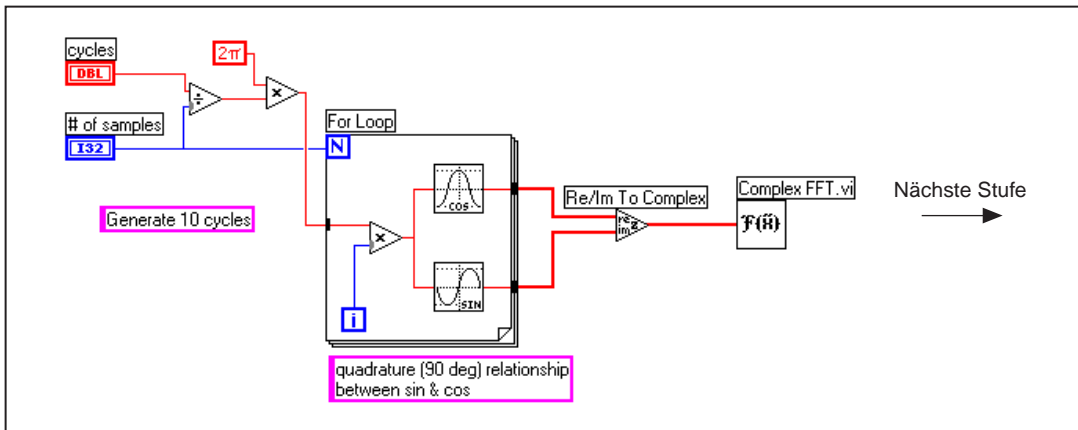 cycles
DBL
÷
2π
×
# of samples
I32
For Loop
N
Generate 10 cycles
×
COS
SIN
i
Re/Im To Complex
re
im z
Complex FFT.vi
F{x̃}
Nächste Stufe
quadrature (90 deg) relationship
between sin & cos